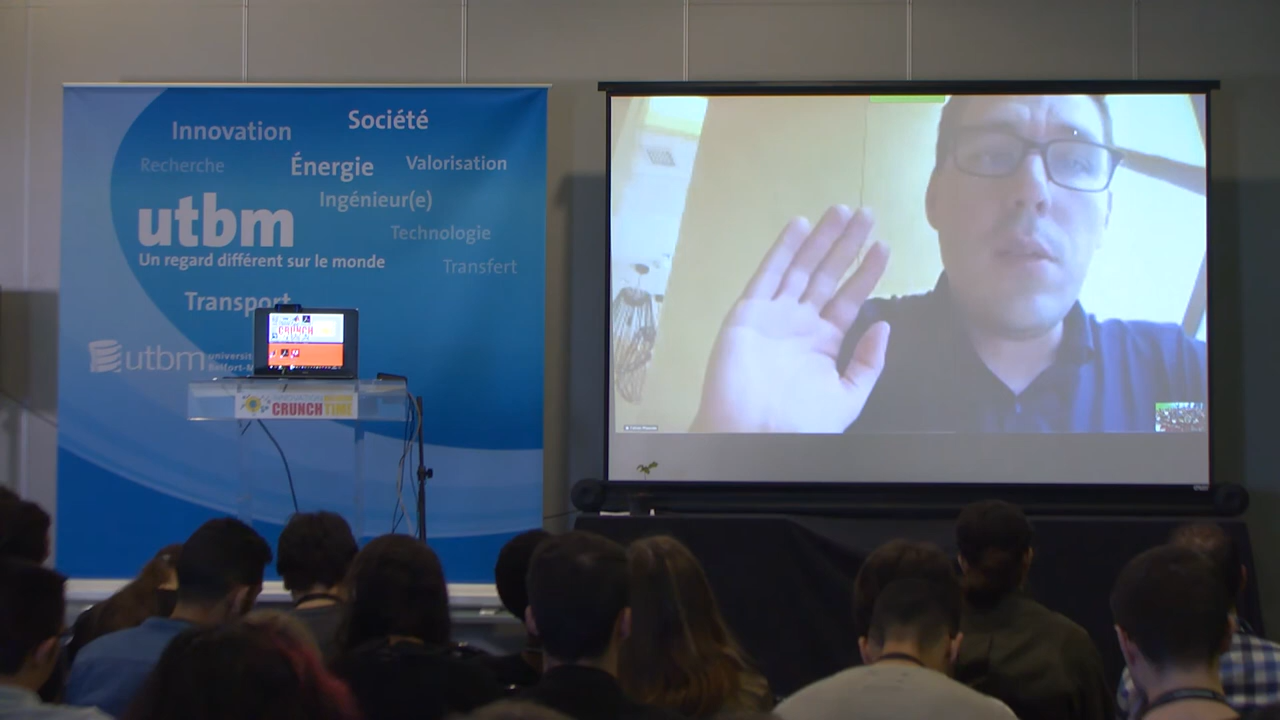 Innovation
Société
Recherche
Énergie
Valorisation
Ingénieur(e)
utbm
Technologie
Un regard différent sur le monde
Transfert
Transport
utbm
CRUNCH
INNOVATION
CRUNCH TIME